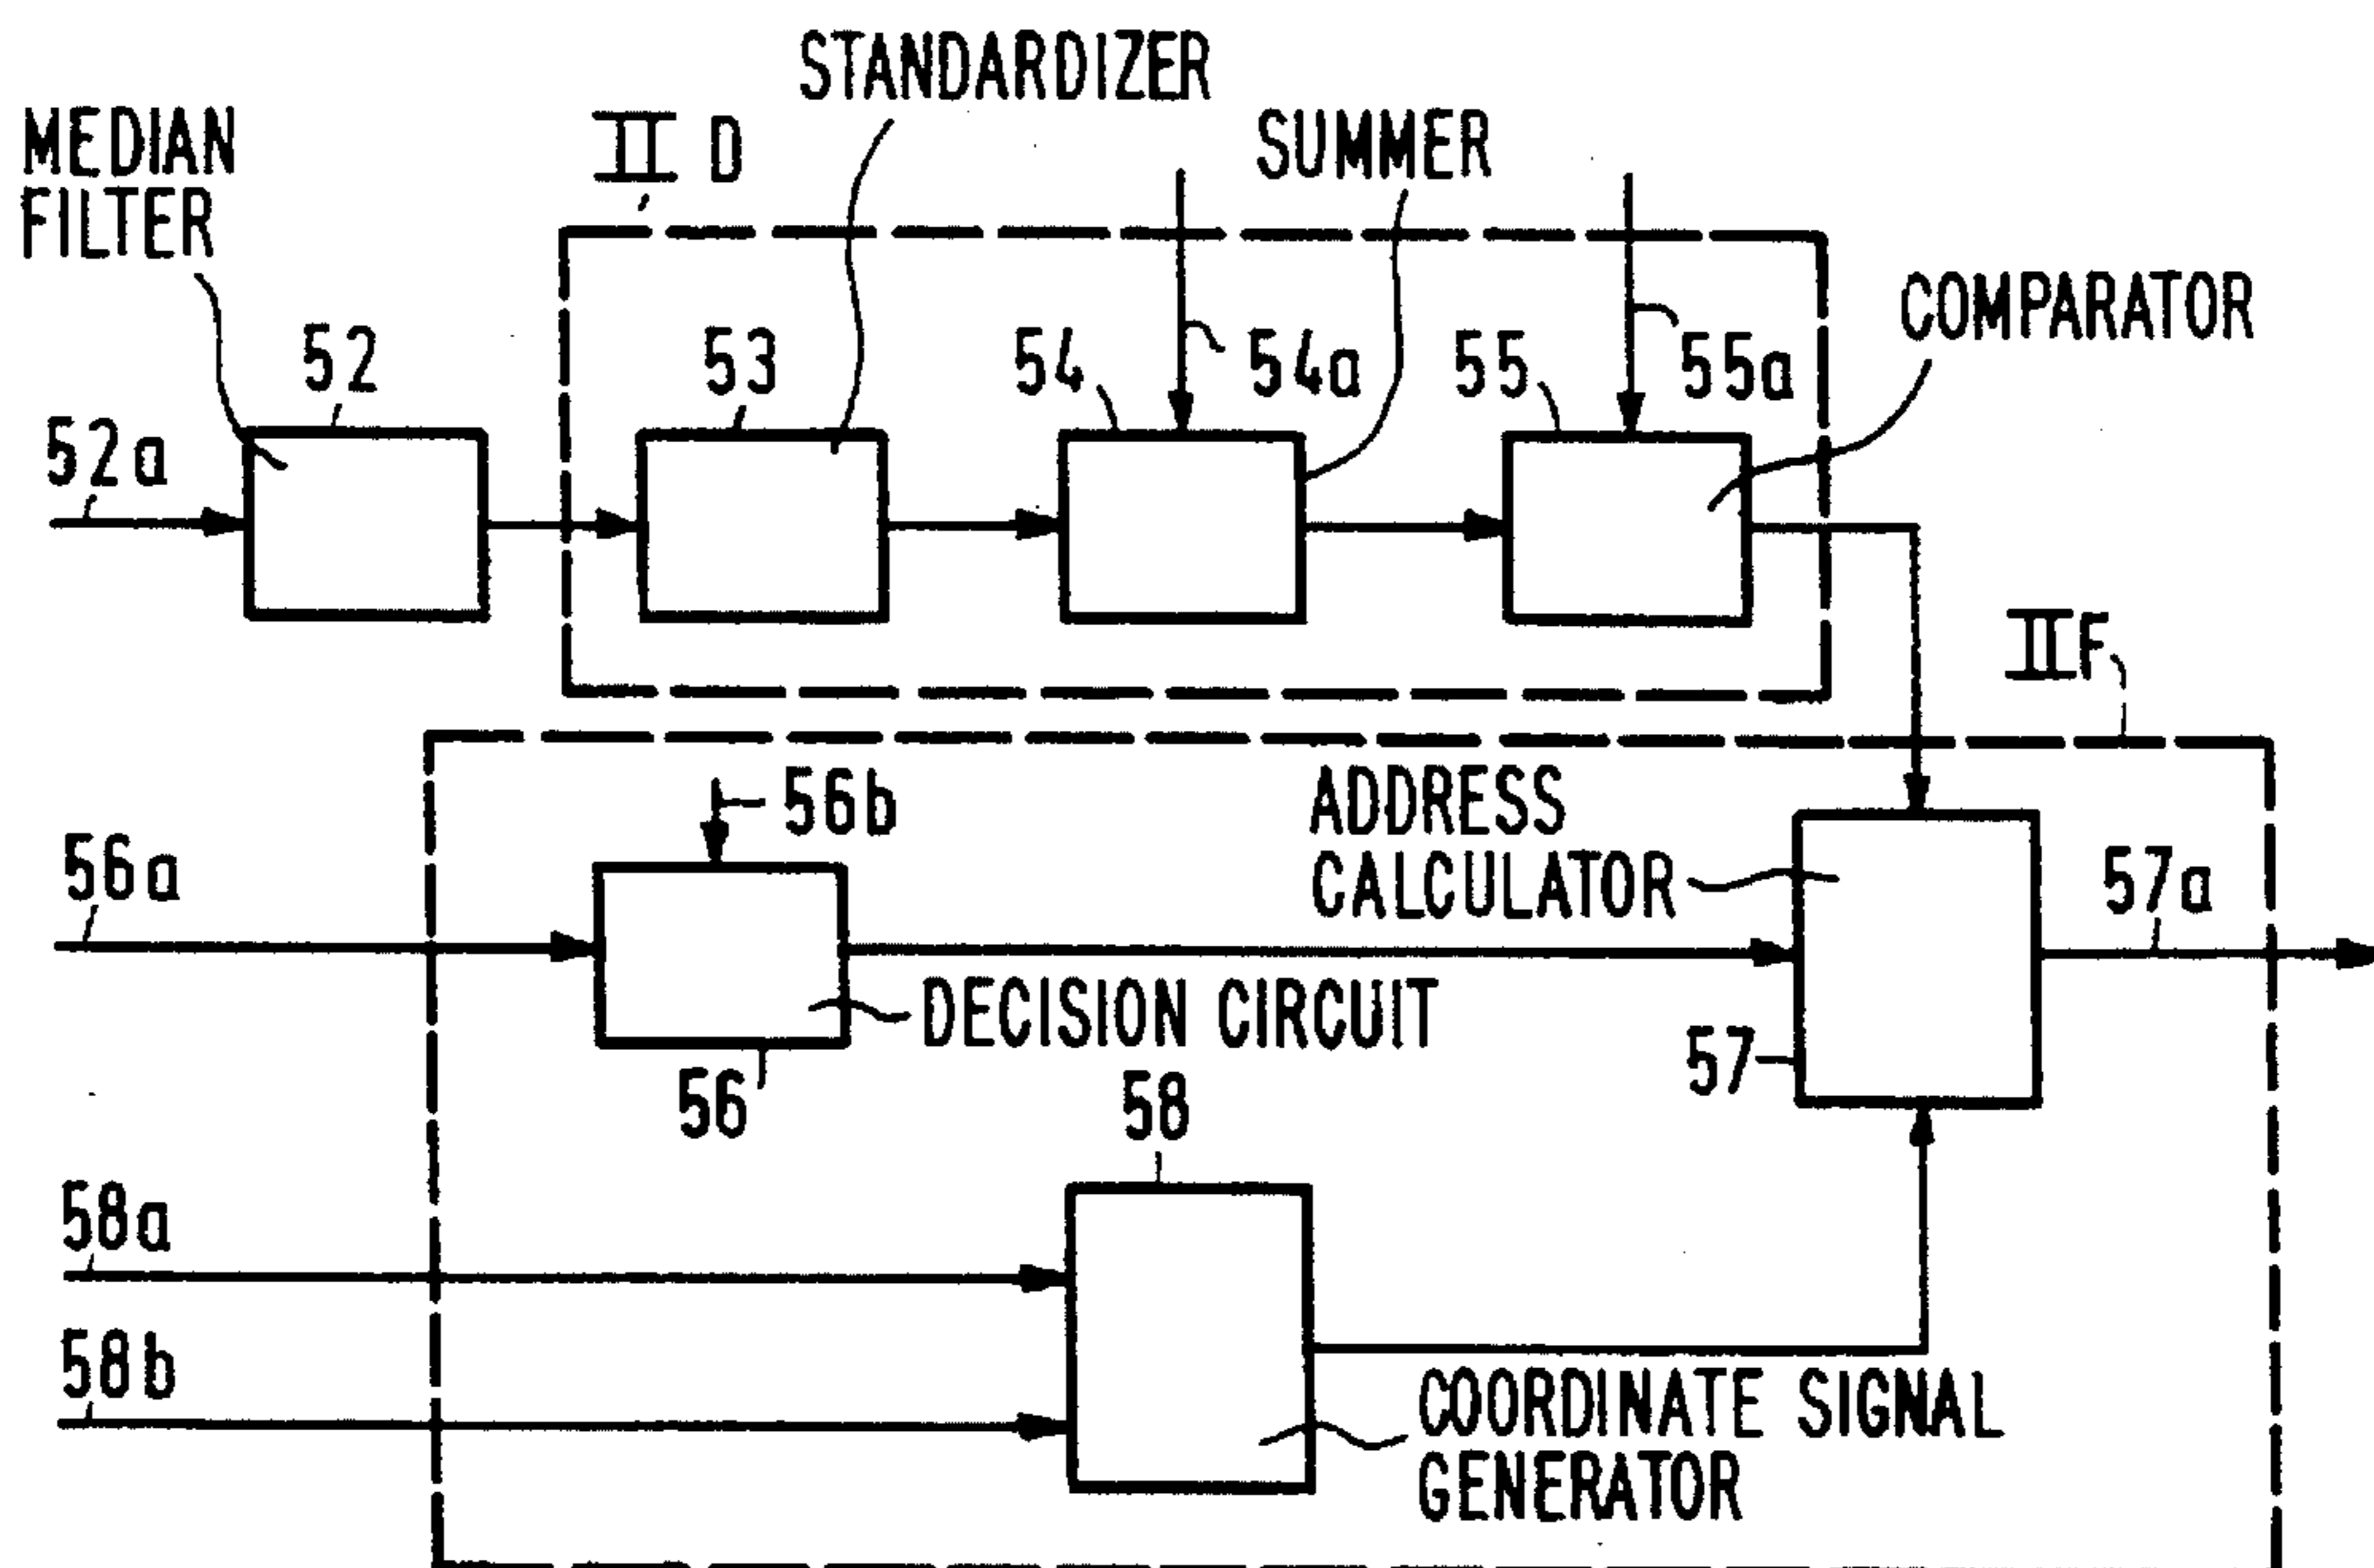 STANDARDIZER
MEDIAN
FILTER
II D
SUMMER
COMPARATOR
52
53
54
54a
55
55a
52a
II F
56b
ADDRESS
CALCULATOR
56a
57a
DECISION CIRCUIT
57
56
58
58a
58b
COORDINATE SIGNAL
GENERATOR